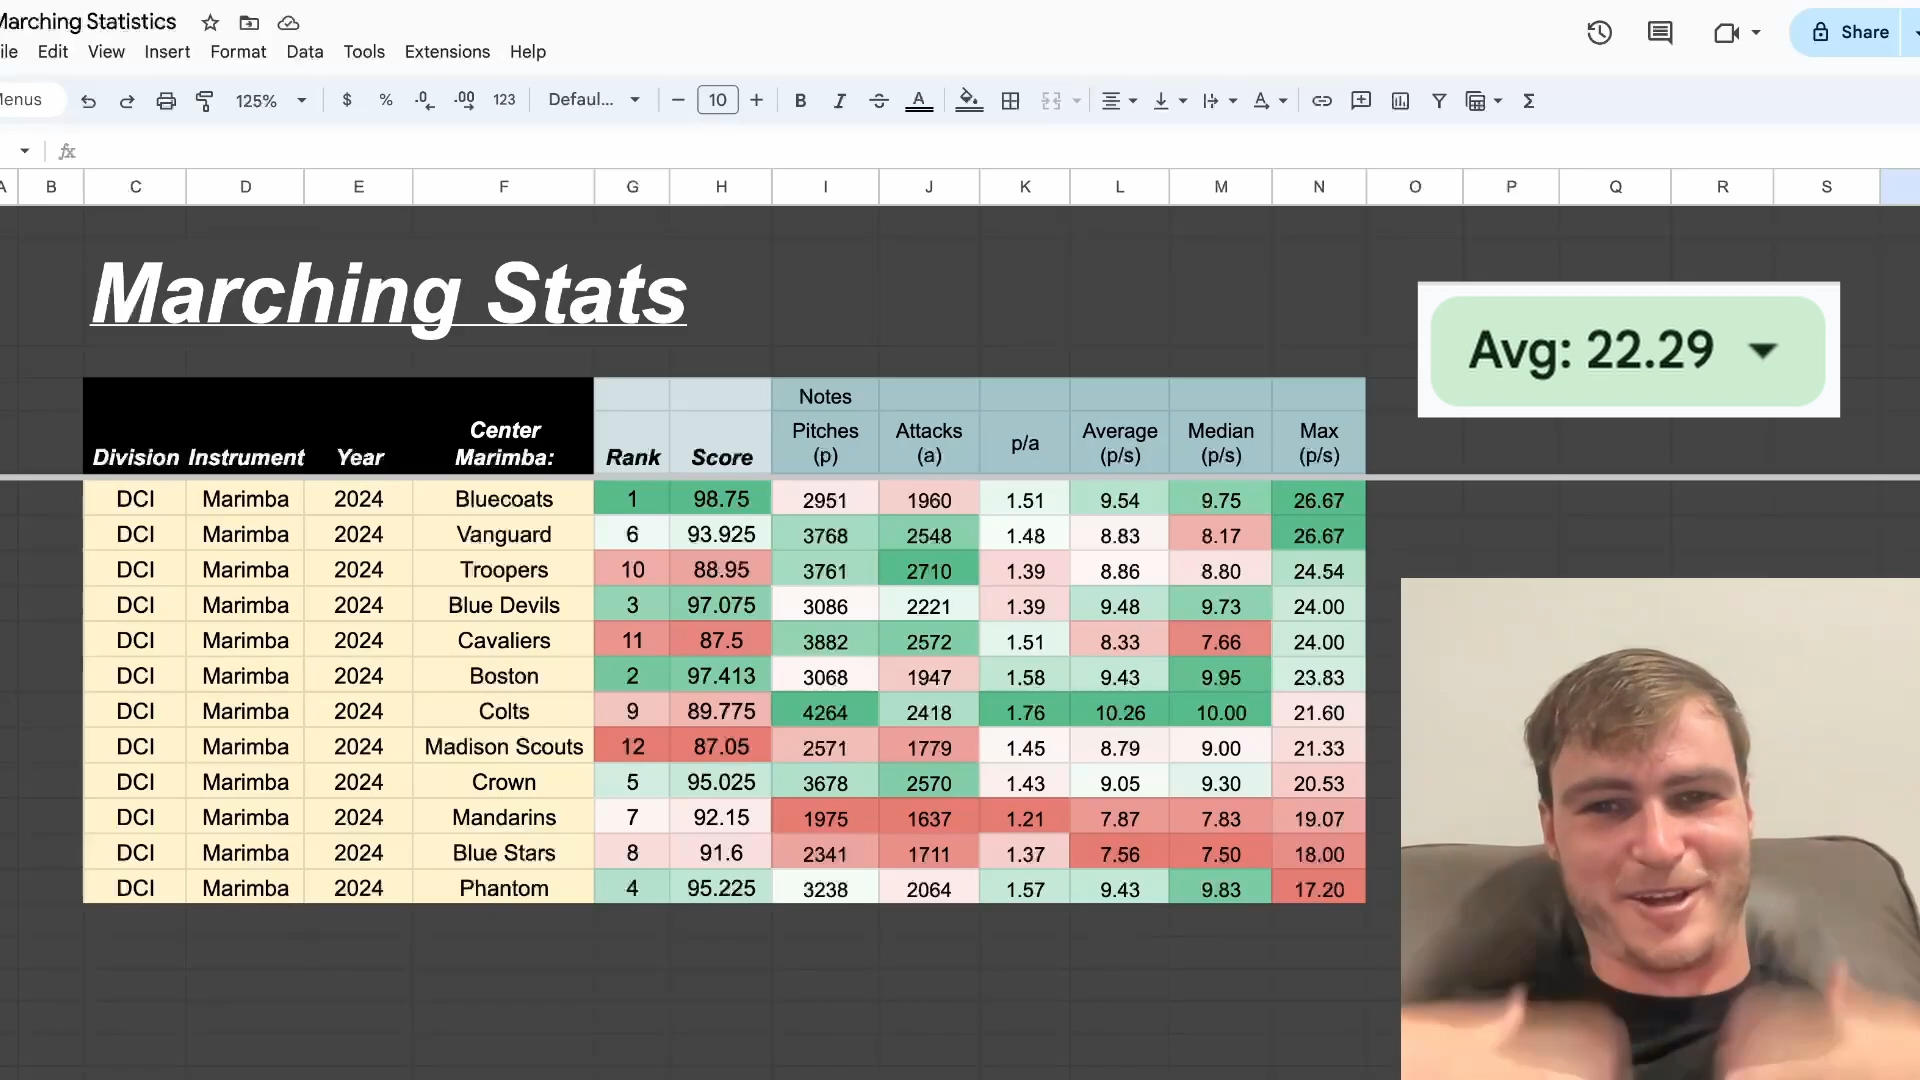 Marching Statistics
ile Edit View Insert Format Data Tools Extensions Help
Share
enus 125% $ % .0 .00 123 Defaul... 10 B I A Σ
fx
A B C D E F G H I J K L M N O P Q R S
Marching Stats
Avg: 22.29
Notes
Division Instrument Year Center Marimba: Rank Score Pitches (p) Attacks (a) p/a Average (p/s) Median (p/s) Max (p/s)
DCI Marimba 2024 Bluecoats 1 98.75 2951 1960 1.51 9.54 9.75 26.67
DCI Marimba 2024 Vanguard 6 93.925 3768 2548 1.48 8.83 8.17 26.67
DCI Marimba 2024 Troopers 10 88.95 3761 2710 1.39 8.86 8.80 24.54
DCI Marimba 2024 Blue Devils 3 97.075 3086 2221 1.39 9.48 9.73 24.00
DCI Marimba 2024 Cavaliers 11 87.5 3882 2572 1.51 8.33 7.66 24.00
DCI Marimba 2024 Boston 2 97.413 3068 1947 1.58 9.43 9.95 23.83
DCI Marimba 2024 Colts 9 89.775 4264 2418 1.76 10.26 10.00 21.60
DCI Marimba 2024 Madison Scouts 12 87.05 2571 1779 1.45 8.79 9.00 21.33
DCI Marimba 2024 Crown 5 95.025 3678 2570 1.43 9.05 9.30 20.53
DCI Marimba 2024 Mandarins 7 92.15 1975 1637 1.21 7.87 7.83 19.07
DCI Marimba 2024 Blue Stars 8 91.6 2341 1711 1.37 7.56 7.50 18.00
DCI Marimba 2024 Phantom 4 95.225 3238 2064 1.57 9.43 9.83 17.20